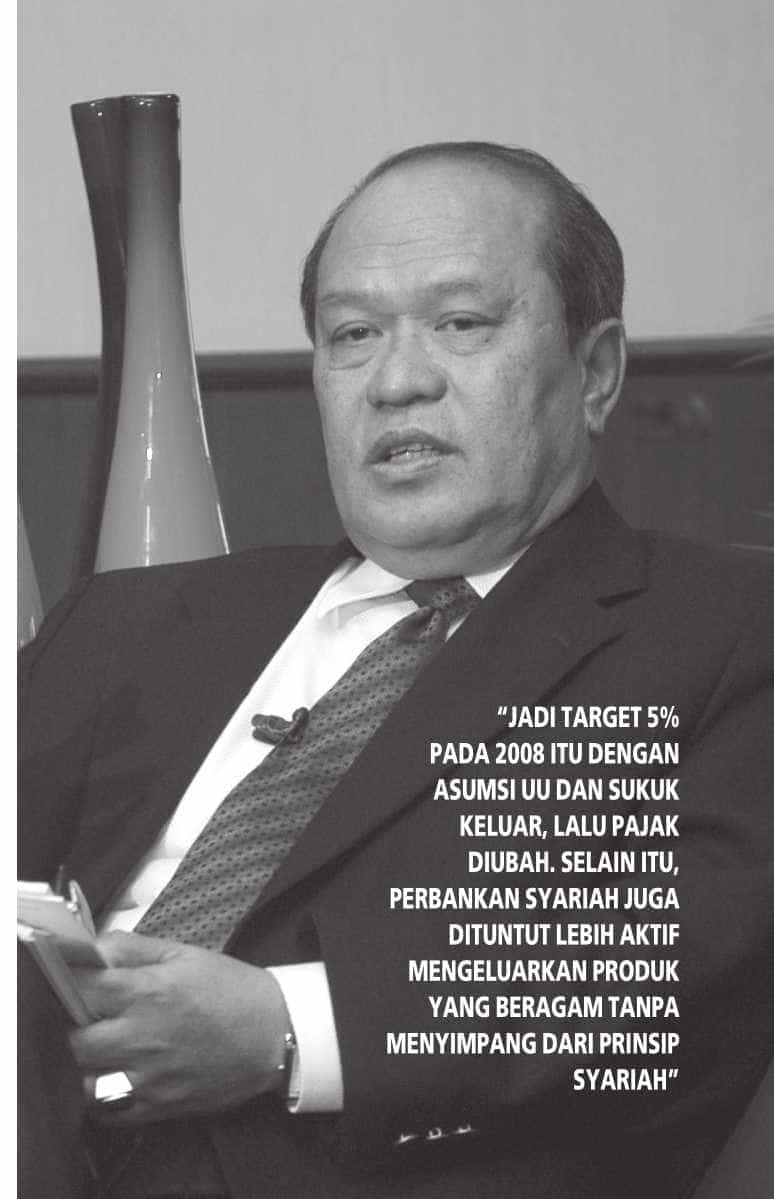 “JADI TARGET 5%
PADA 2008 ITU DENGAN
ASUMSI UU DAN SUKUK
KELUAR, LALU PAJAK
DIUBAH. SELAIN ITU,
PERBANKAN SYARIAH JUGA
DITUNTUT LEBIH AKTIF
MENGELUARKAN PRODUK
YANG BERAGAM TANPA
MENYIMPANG DARI PRINSIP
SYARIAH”